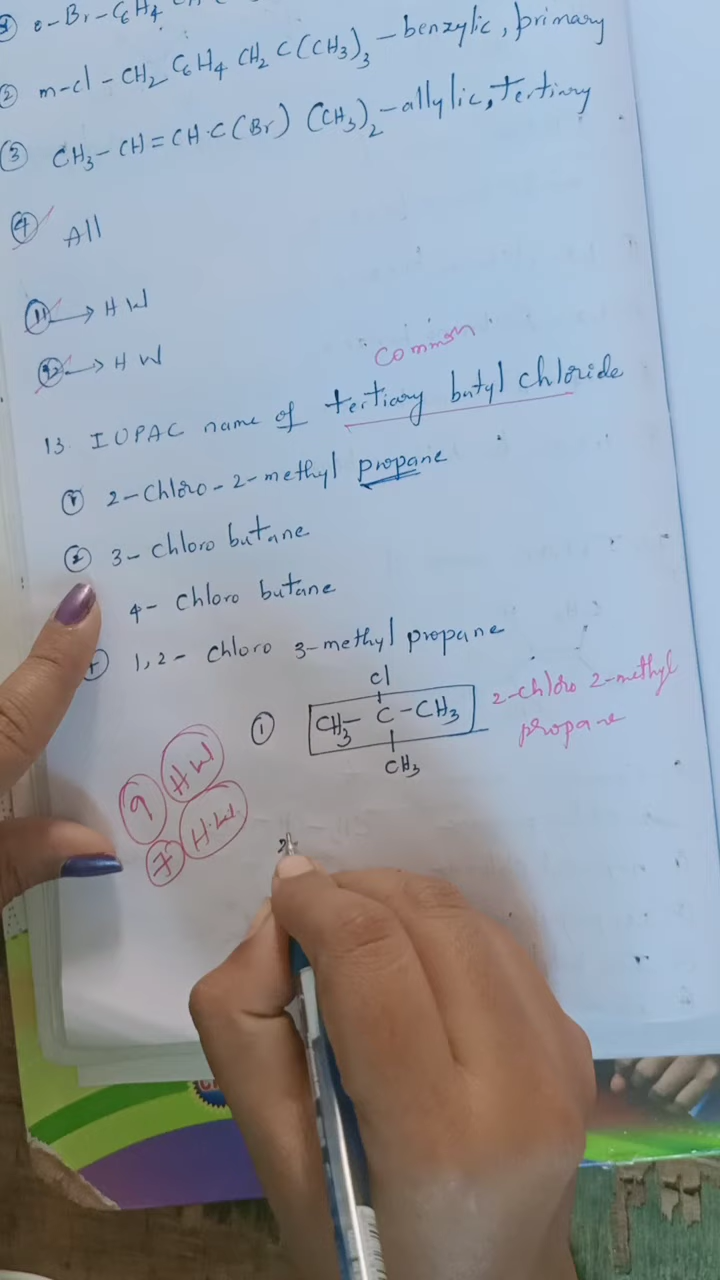 o-Br-C6H4
② m-cl-CH2 C6H4 CH2 C(CH3)3-benzylic, primary
③ CH3-CH=CH·C(Br) (CH3)2-allylic, Tertiary
④ All
11 → HW
12 → HW
common
13. IUPAC name of tertiary butyl chloride
① 2-chloro-2-methyl propane
② 3-chloro butane
4-chloro butane
1,2-chloro 3-methyl propane
cl
① CH3-C-CH3 2-chloro 2-methyl
propane
CH3
9 HW
7 H.W